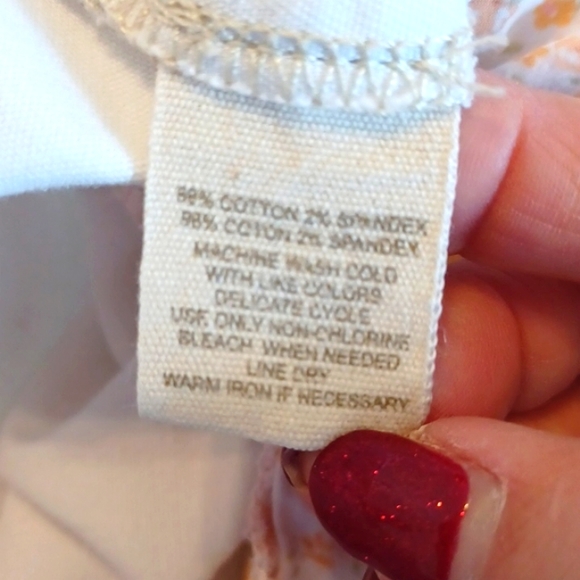 98% COTTON 2% SPANDEX
98% COTON 2% SPANDEX
MACHINE WASH COLD
WITH LIKE COLORS
DELICATE CYCLE
USE ONLY NON-CHLORINE
BLEACH WHEN NEEDED
LINE DRY
WARM IRON IF NECESSARY